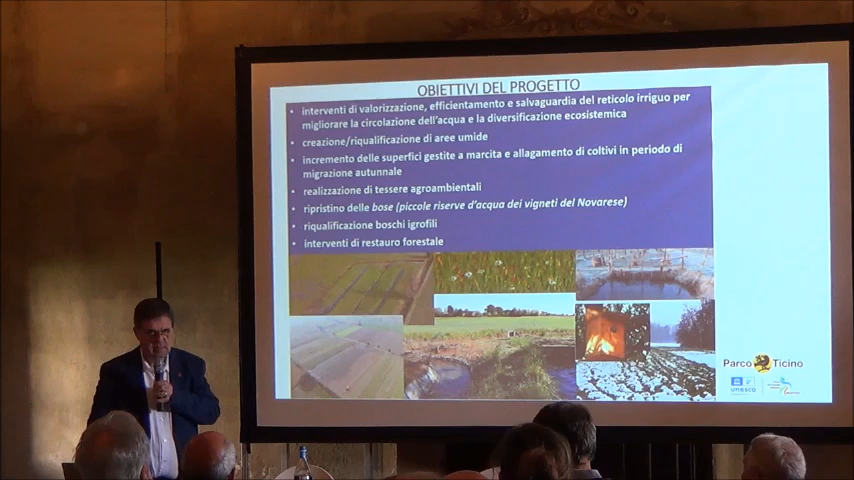 OBIETTIVI DEL PROGETTO
• interventi di valorizzazione, efficientamento e salvaguardia del reticolo irriguo per
migliorare la circolazione dell'acqua e la diversificazione ecosistemica
• creazione/riqualificazione di aree umide
• incremento delle superfici gestite a marcita e allagamento di coltivi in periodo di
migrazione autunnale
• realizzazione di tessere agroambientali
• ripristino delle bose (piccole riserve d'acqua dei vigneti del Novarese)
• riqualificazione boschi igrofili
• interventi di restauro forestale
Parco Ticino
unesco